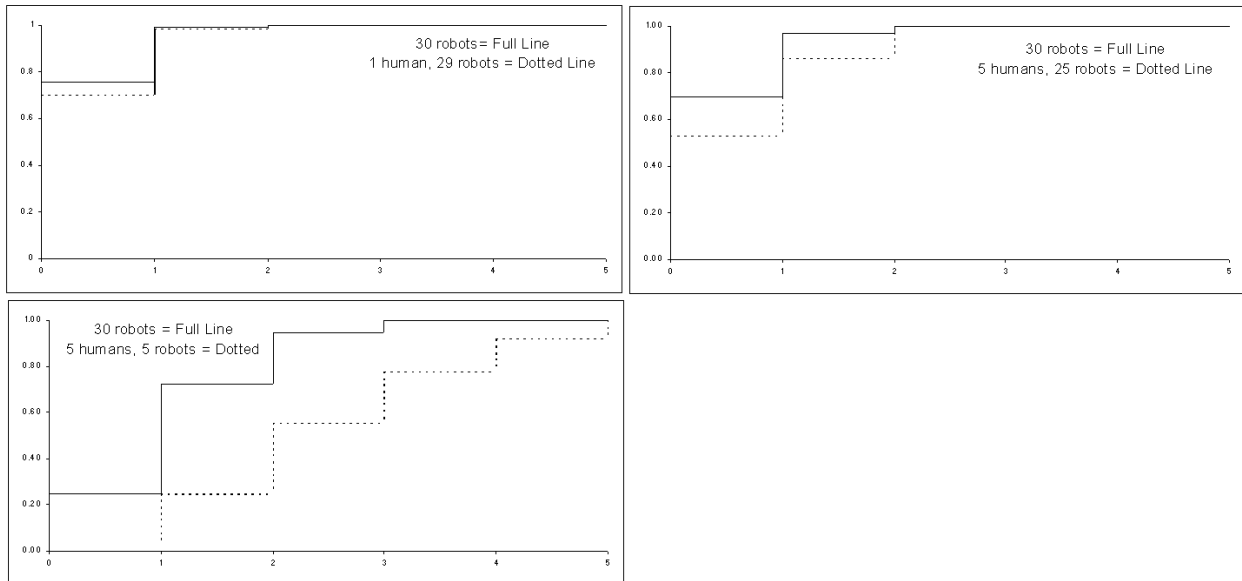 1
0.8
0.6
0.4
0.2
0
0 1 2 3 4 5
30 robots= Full Line
1 human, 29 robots = Dotted Line
1.00
0.80
0.60
0.40
0.20
0.00
0 1 2 3 4 5
30 robots = Full Line
5 humans, 25 robots = Dotted Line
1.00
0.80
0.60
0.40
0.20
0.00
0 1 2 3 4 5
30 robots = Full Line
5 humans, 5 robots = Dotted